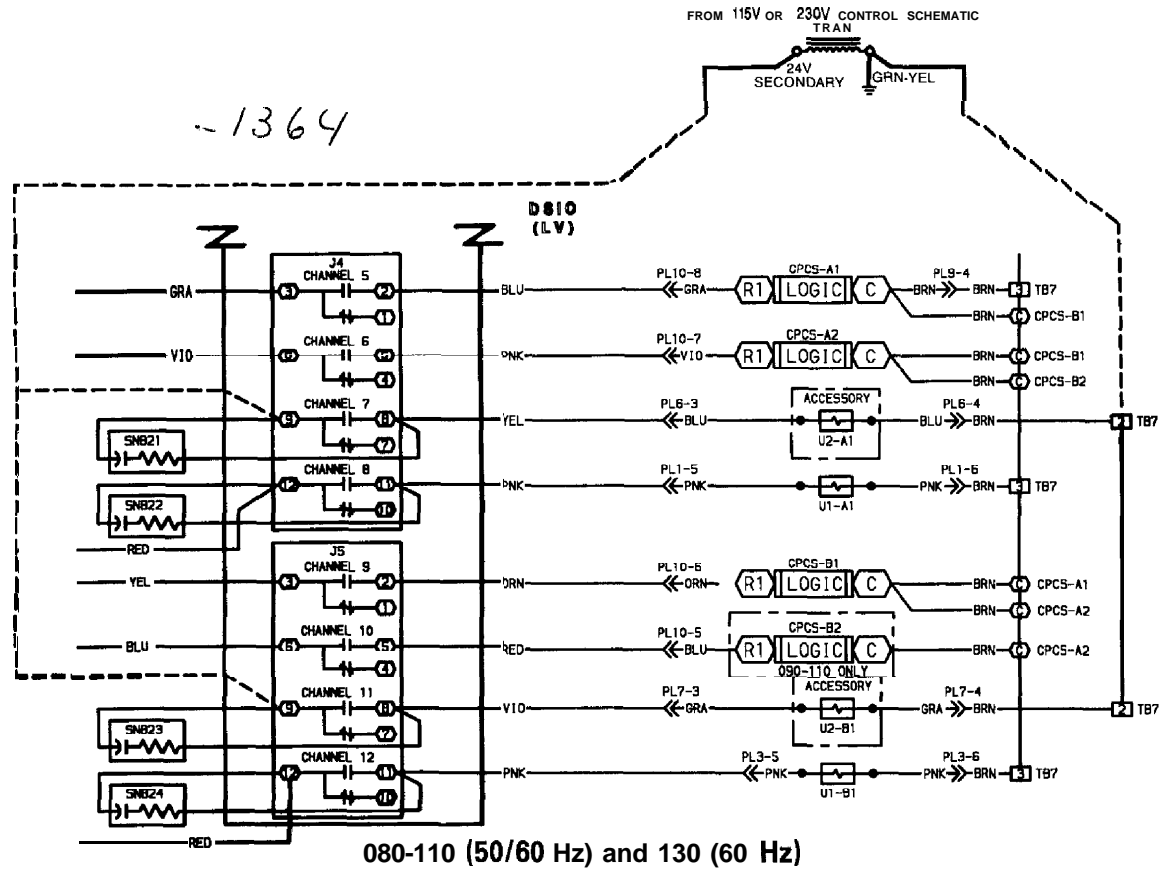 FROM 115V OR 230V CONTROL SCHEMATIC
TRAN
24V
SECONDARY
GRN-YEL
-1364
DSIO
(LV)
J4
CHANNEL 5
GRA 3 2 BLU PL10-8 GRA R1 CPCS-A1 LOGIC C BRN PL9-4 BRN 3 TB7
1 BRN C CPCS-B1
CHANNEL 6
VIO 6 5 PNK PL10-7 VIO R1 CPCS-A2 LOGIC C BRN C CPCS-B1
4 BRN C CPCS-B2
CHANNEL 7
9 8 YEL PL6-3 BLU ACCESSORY U2-A1 BLU PL6-4 BRN 2 TB7
SNB21 7
CHANNEL 8
12 11 PNK PL1-5 PNK U1-A1 PNK PL1-6 BRN 3 TB7
SNB22 10
RED
J5
CHANNEL 9
YEL 3 2 ORN PL10-6 ORN R1 CPCS-B1 LOGIC C BRN C CPCS-A1
1 BRN C CPCS-A2
CHANNEL 10
BLU 6 5 RED PL10-5 BLU R1 CPCS-B2 LOGIC C BRN C CPCS-A2
4 090-110 ONLY
CHANNEL 11
9 8 VIO PL7-3 GRA ACCESSORY U2-B1 GRA PL7-4 BRN 2 TB7
SNB23 7
CHANNEL 12
12 11 PNK PL3-5 PNK U1-B1 PNK PL3-6 BRN 3 TB7
SNB24 10
RED
080-110 (50/60 Hz) and 130 (60 Hz)